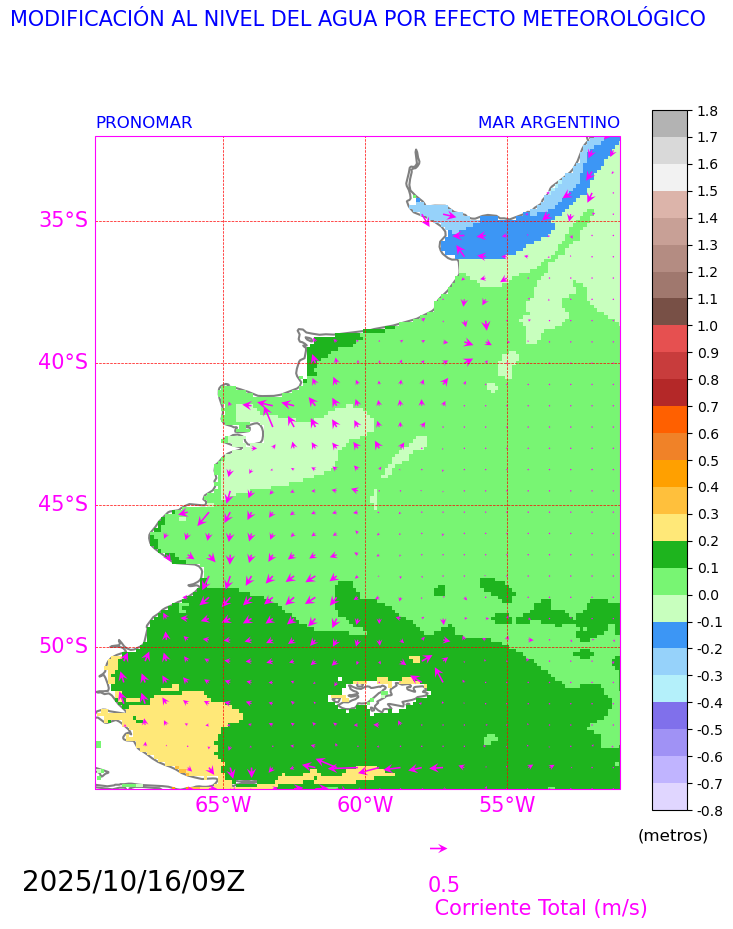 MODIFICACIÓN AL NIVEL DEL AGUA POR EFECTO METEOROLÓGICO
PRONOMAR MAR ARGENTINO
35°S
40°S
45°S
50°S
65°W 60°W 55°W
1.8
1.7
1.6
1.5
1.4
1.3
1.2
1.1
1.0
0.9
0.8
0.7
0.6
0.5
0.4
0.3
0.2
0.1
0.0
-0.1
-0.2
-0.3
-0.4
-0.5
-0.6
-0.7
-0.8
(metros)
2025/10/16/09Z
0.5
Corriente Total (m/s)